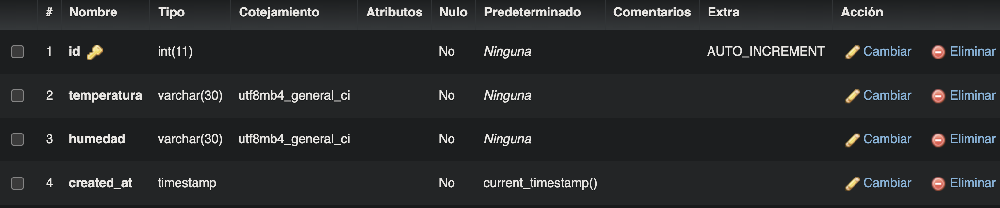 # Nombre Tipo Cotejamiento Atributos Nulo Predeterminado Comentarios Extra Acción
1 id int(11) No Ninguna AUTO_INCREMENT Cambiar Eliminar
2 temperatura varchar(30) utf8mb4_general_ci No Ninguna Cambiar Eliminar
3 humedad varchar(30) utf8mb4_general_ci No Ninguna Cambiar Eliminar
4 created_at timestamp No current_timestamp() Cambiar Eliminar